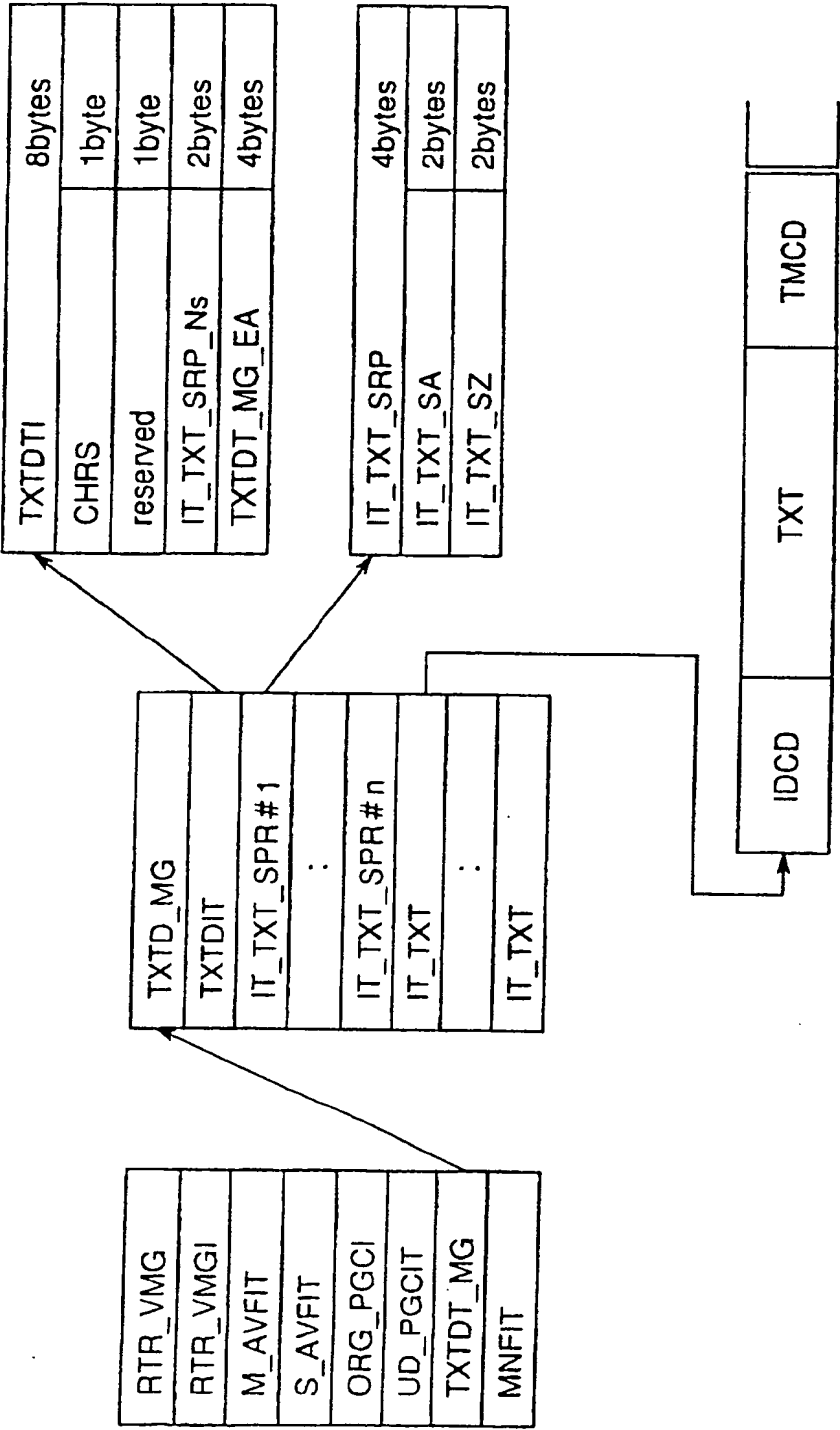 RTR_VMG
RTR_VMGI
M_AVFIT
S_AVFIT
ORG_PGCI
UD_PGCIT
TXTDT_MG
MNFIT
TXTD_MG
TXTDIT
IT_TXT_SPR#1
:
IT_TXT_SPR#n
IT_TXT
:
IT_TXT
TXTDTI 8bytes
CHRS 1byte
reserved 1byte
IT_TXT_SRP_Ns 2bytes
TXTDT_MG_EA 4bytes
IT_TXT_SRP 4bytes
IT_TXT_SA 2bytes
IT_TXT_SZ 2bytes
IDCD TXT TMCD